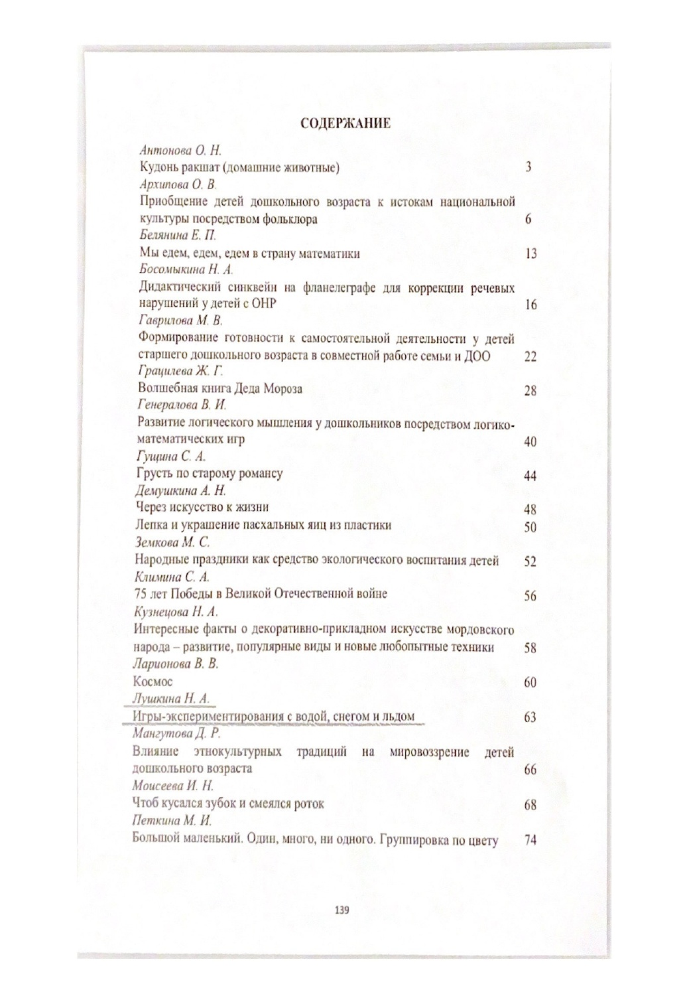 СОДЕРЖАНИЕ
Антонова О. Н.
Кудонь ракшат (домашние животные) 3
Архипова О. В.
Приобщение детей дошкольного возраста к истокам национальной
культуры посредством фольклора 6
Белянина Е. П.
Мы едем, едем, едем в страну математики 13
Босомыкина Н. А.
Дидактический синквейн на фланелеграфе для коррекции речевых
нарушений у детей с ОНР 16
Гаврилова М. В.
Формирование готовности к самостоятельной деятельности у детей
старшего дошкольного возраста в совместной работе семьи и ДОО 22
Грацилева Ж. Г.
Волшебная книга Деда Мороза 28
Генералова В. И.
Развитие логического мышления у дошкольников посредством логико-
математических игр 40
Гущина С. А.
Грусть по старому романсу 44
Демушкина А. Н.
Через искусство к жизни 48
Лепка и украшение пасхальных яиц из пластики 50
Земкова М. С.
Народные праздники как средство экологического воспитания детей 52
Климина С. А.
75 лет Победы в Великой Отечественной войне 56
Кузнецова Н. А.
Интересные факты о декоративно-прикладном искусстве мордовского
народа – развитие, популярные виды и новые любопытные техники 58
Ларионова В. В.
Космос 60
Лушкина Н. А.
Игры-экспериментирования с водой, снегом и льдом 63
Мангутова Д. Р.
Влияние этнокультурных традиций на мировоззрение детей
дошкольного возраста 66
Моисеева И. Н.
Чтоб кусался зубок и смеялся роток 68
Петкина М. И.
Большой маленький. Один, много, ни одного. Группировка по цвету 74
139